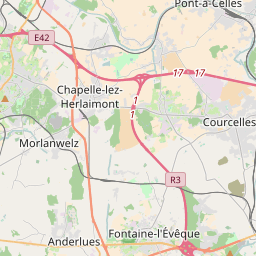 Pont-à-Celles
E42
17
17
Chapelle-lez-
Herlaimont
1
1
Courcelles
Morlanwelz
R3
Fontaine-l'Évêque
Anderlues